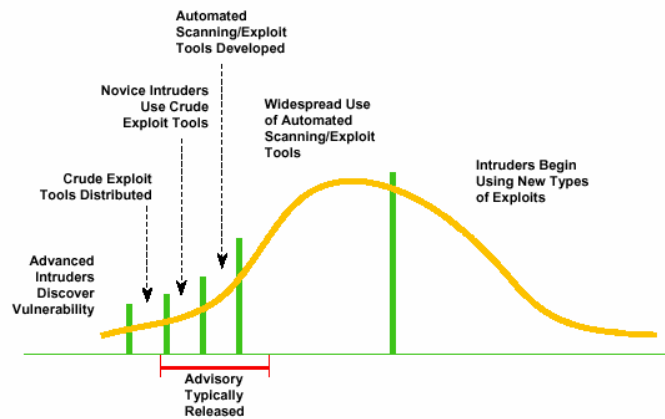 Automated
Scanning/Exploit
Tools Developed
Novice Intruders
Use Crude
Exploit Tools
Widespread Use
of Automated
Scanning/Exploit
Tools
Crude Exploit
Tools Distributed
Intruders Begin
Using New Types
of Exploits
Advanced
Intruders
Discover
Vulnerability
Advisory
Typically
Released